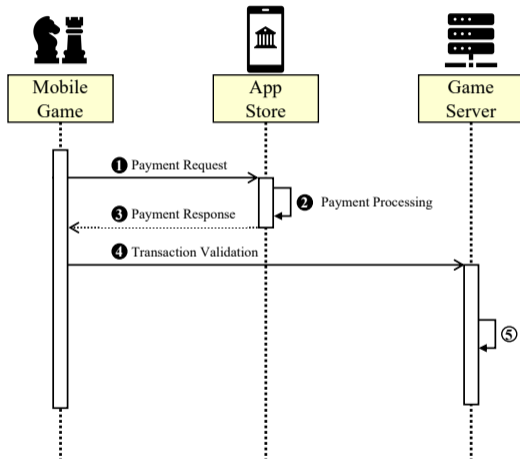 Mobile
Game
App
Store
Game
Server
❶ Payment Request
❷ Payment Processing
❸ Payment Response
❹ Transaction Validation
⑤